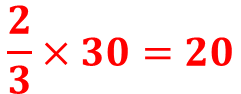 2/3 × 30 = 20